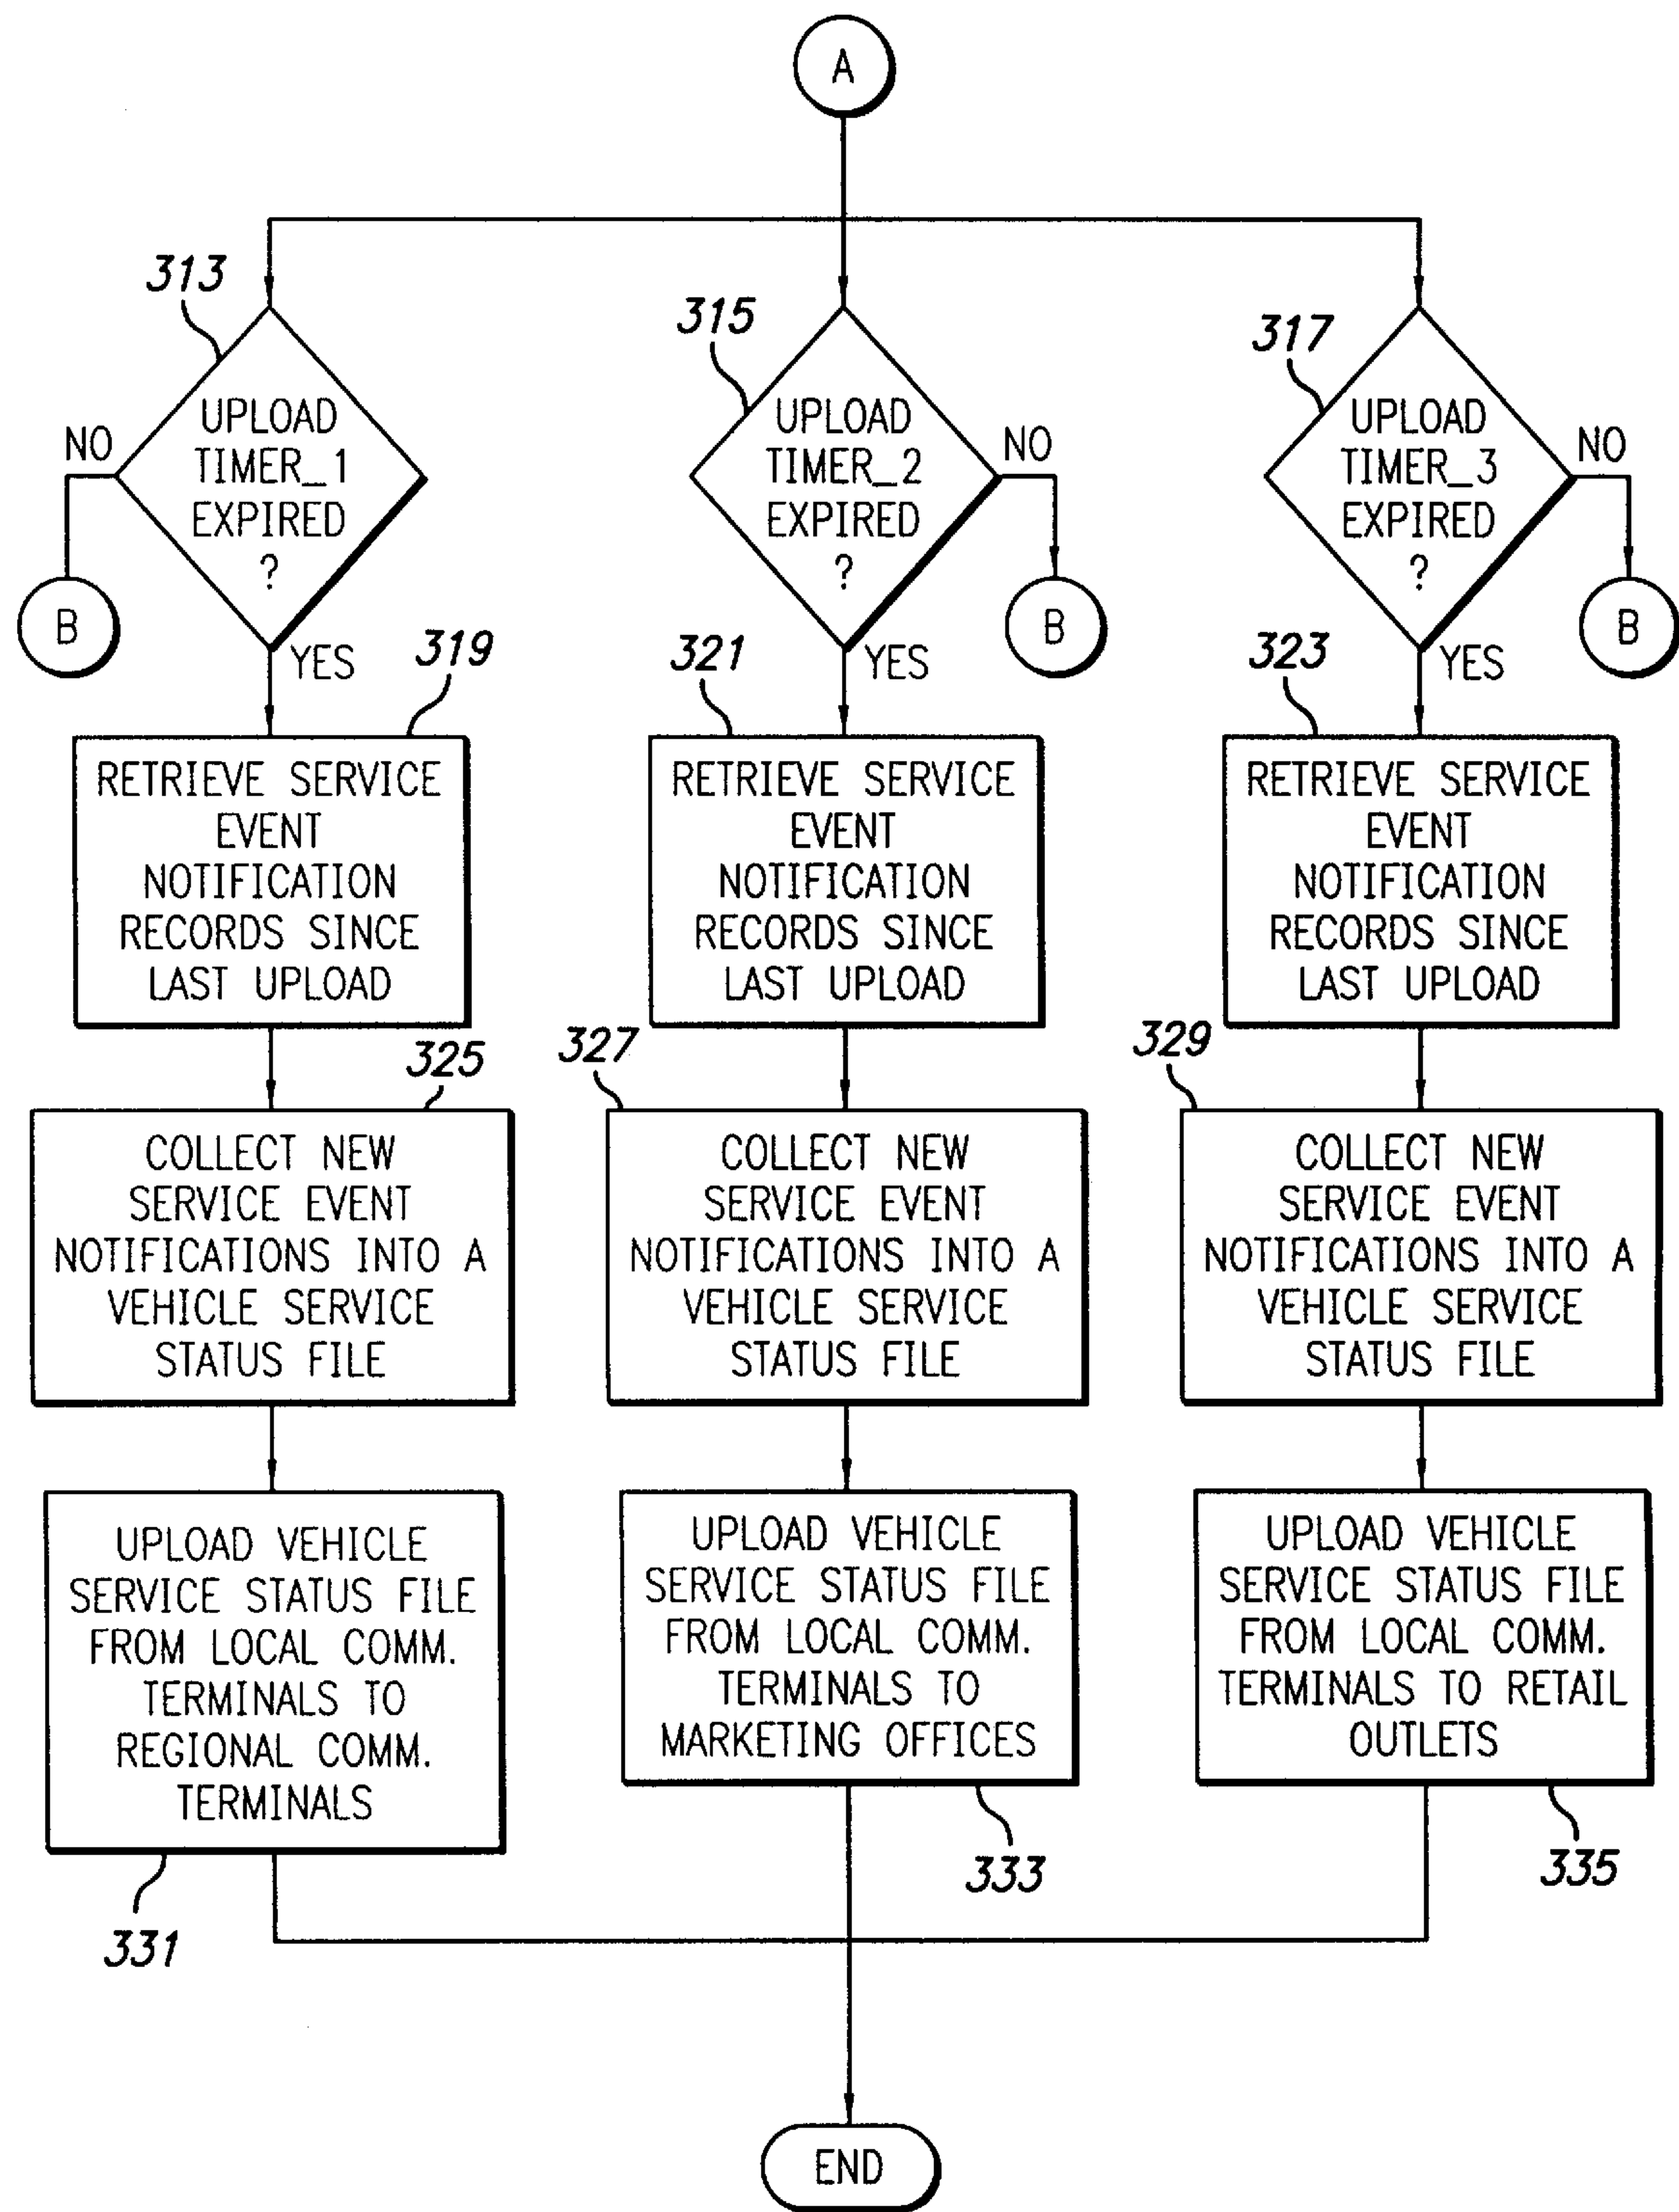 A
313
UPLOAD
TIMER_1
EXPIRED
?
NO
B
YES
315
UPLOAD
TIMER_2
EXPIRED
?
NO
B
YES
317
UPLOAD
TIMER_3
EXPIRED
?
NO
B
YES
319
RETRIEVE SERVICE
EVENT
NOTIFICATION
RECORDS SINCE
LAST UPLOAD
321
RETRIEVE SERVICE
EVENT
NOTIFICATION
RECORDS SINCE
LAST UPLOAD
323
RETRIEVE SERVICE
EVENT
NOTIFICATION
RECORDS SINCE
LAST UPLOAD
325
COLLECT NEW
SERVICE EVENT
NOTIFICATIONS INTO A
VEHICLE SERVICE
STATUS FILE
327
COLLECT NEW
SERVICE EVENT
NOTIFICATIONS INTO A
VEHICLE SERVICE
STATUS FILE
329
COLLECT NEW
SERVICE EVENT
NOTIFICATIONS INTO A
VEHICLE SERVICE
STATUS FILE
UPLOAD VEHICLE
SERVICE STATUS FILE
FROM LOCAL COMM.
TERMINALS TO
REGIONAL COMM.
TERMINALS
331
UPLOAD VEHICLE
SERVICE STATUS FILE
FROM LOCAL COMM.
TERMINALS TO
MARKETING OFFICES
333
UPLOAD VEHICLE
SERVICE STATUS FILE
FROM LOCAL COMM.
TERMINALS TO RETAIL
OUTLETS
335
END